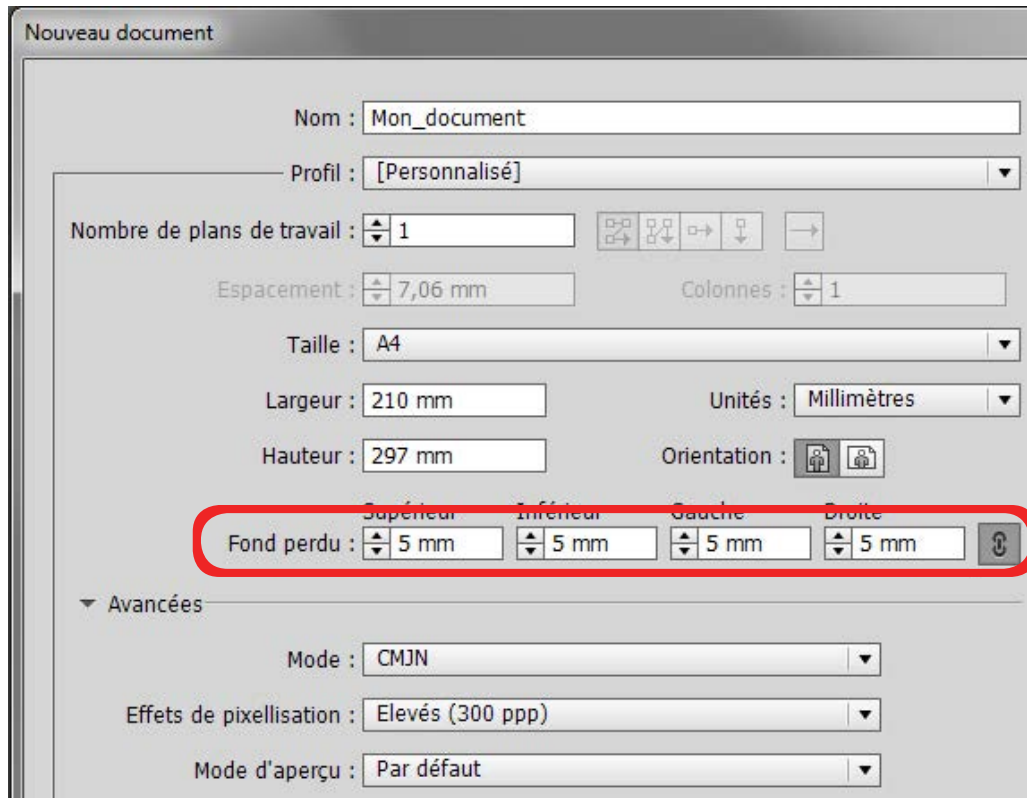 Nouveau document
Nom : Mon_document
Profil : [Personnalisé]
Nombre de plans de travail : 1
Espacement : 7,06 mm Colonnes : 1
Taille : A4
Largeur : 210 mm Unités : Millimètres
Hauteur : 297 mm Orientation :
Supérieur Inférieur Gauche Droite
Fond perdu : 5 mm 5 mm 5 mm 5 mm
Avancées
Mode : CMJN
Effets de pixellisation : Elevés (300 ppp)
Mode d'aperçu : Par défaut